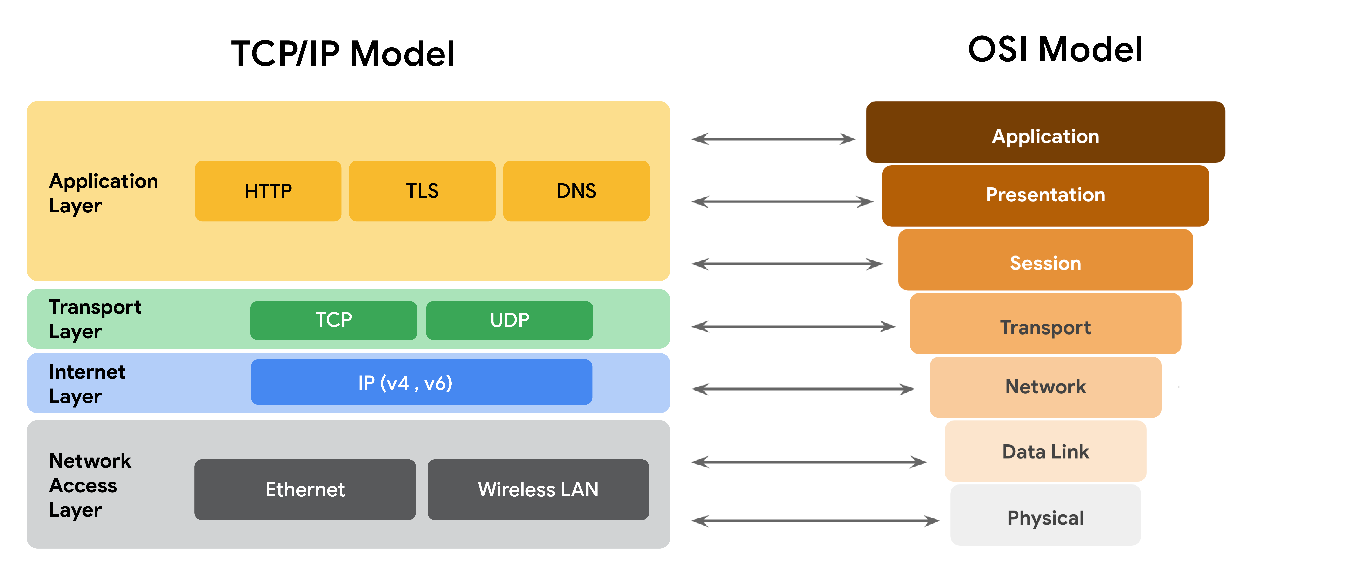 TCP/IP Model
Application
Layer
HTTP
TLS
DNS
Transport
Layer
TCP
UDP
Internet
Layer
IP (v4 , v6)
Network
Access
Layer
Ethernet
Wireless LAN
OSI Model
Application
Presentation
Session
Transport
Network
Data Link
Physical